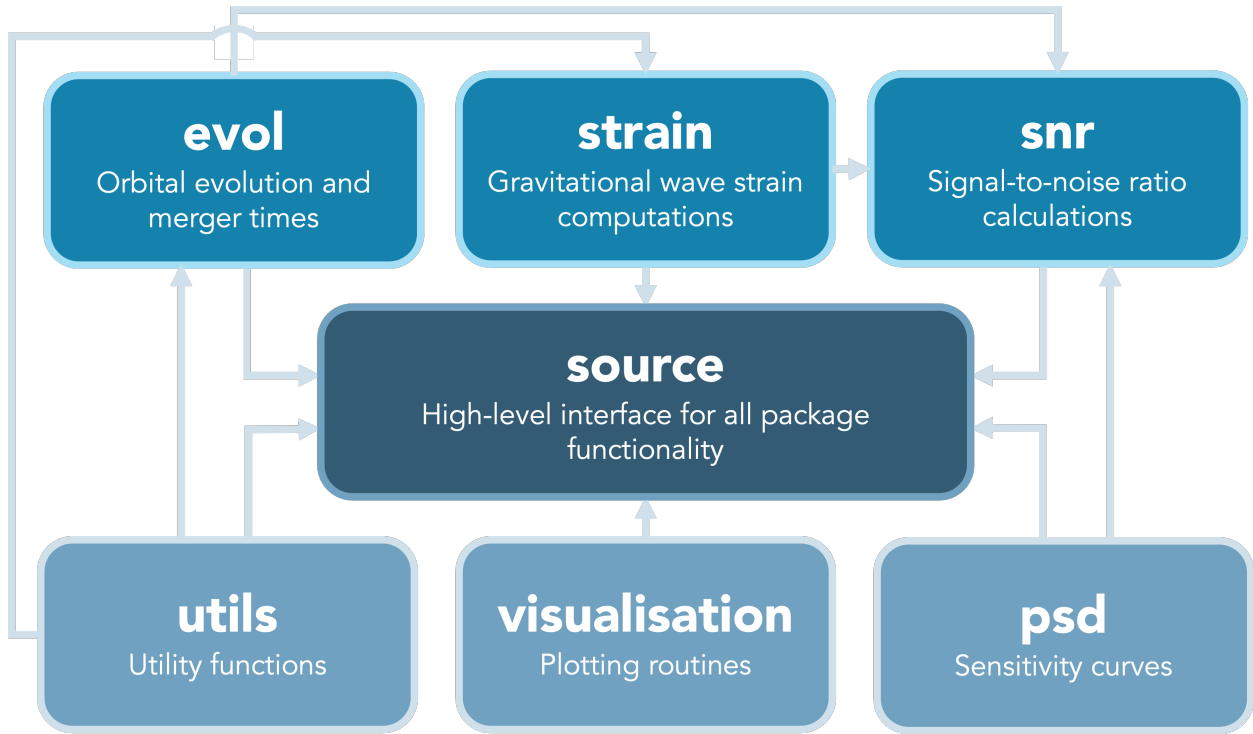 evol
Orbital evolution and
merger times
strain
Gravitational wave strain
computations
snr
Signal-to-noise ratio
calculations
source
High-level interface for all package
functionality
utils
Utility functions
visualisation
Plotting routines
psd
Sensitivity curves